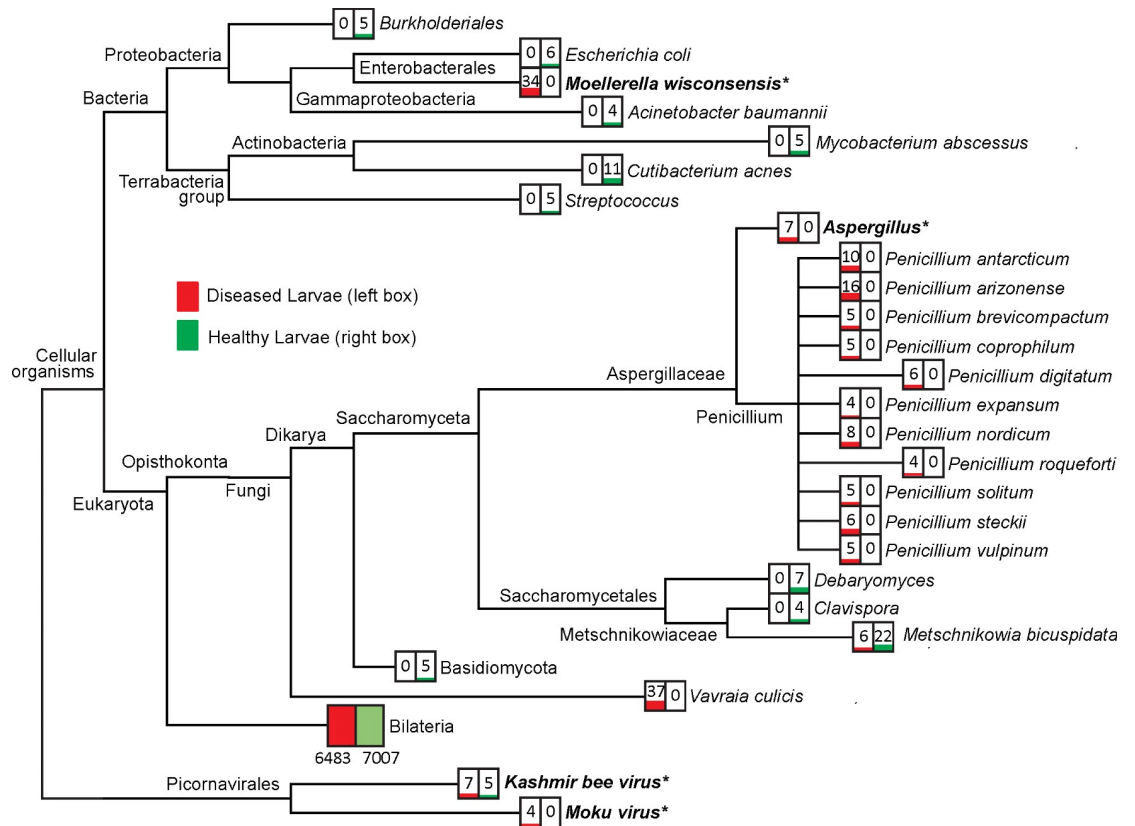 0 5 Burkholderiales
Proteobacteria
0 6 Escherichia coli
Enterobacterales
34 0 Moellerella wisconsensis*
Bacteria
Gammaproteobacteria
0 4 Acinetobacter baumannii
Actinobacteria
0 5 Mycobacterium abscessus
0 11 Cutibacterium acnes
Terrabacteria
group
0 5 Streptococcus
7 0 Aspergillus*
10 0 Penicillium antarcticum
Diseased Larvae (left box)
16 0 Penicillium arizonense
5 0 Penicillium brevicompactum
Healthy Larvae (right box)
5 0 Penicillium coprophilum
Cellular
organisms
Aspergillaceae
6 0 Penicillium digitatum
4 0 Penicillium expansum
Penicillium
Saccharomyceta
8 0 Penicillium nordicum
Dikarya
4 0 Penicillium roqueforti
Opisthokonta
Fungi
5 0 Penicillium solitum
Eukaryota
6 0 Penicillium steckii
5 0 Penicillium vulpinum
0 7 Debaryomyces
Saccharomycetales
0 4 Clavispora
Metschnikowiaceae
6 22 Metschnikowia bicuspidata
0 5 Basidiomycota
37 0 Vavraia culicis
Bilateria
6483 7007
Picornavirales
7 5 Kashmir bee virus*
4 0 Moku virus*